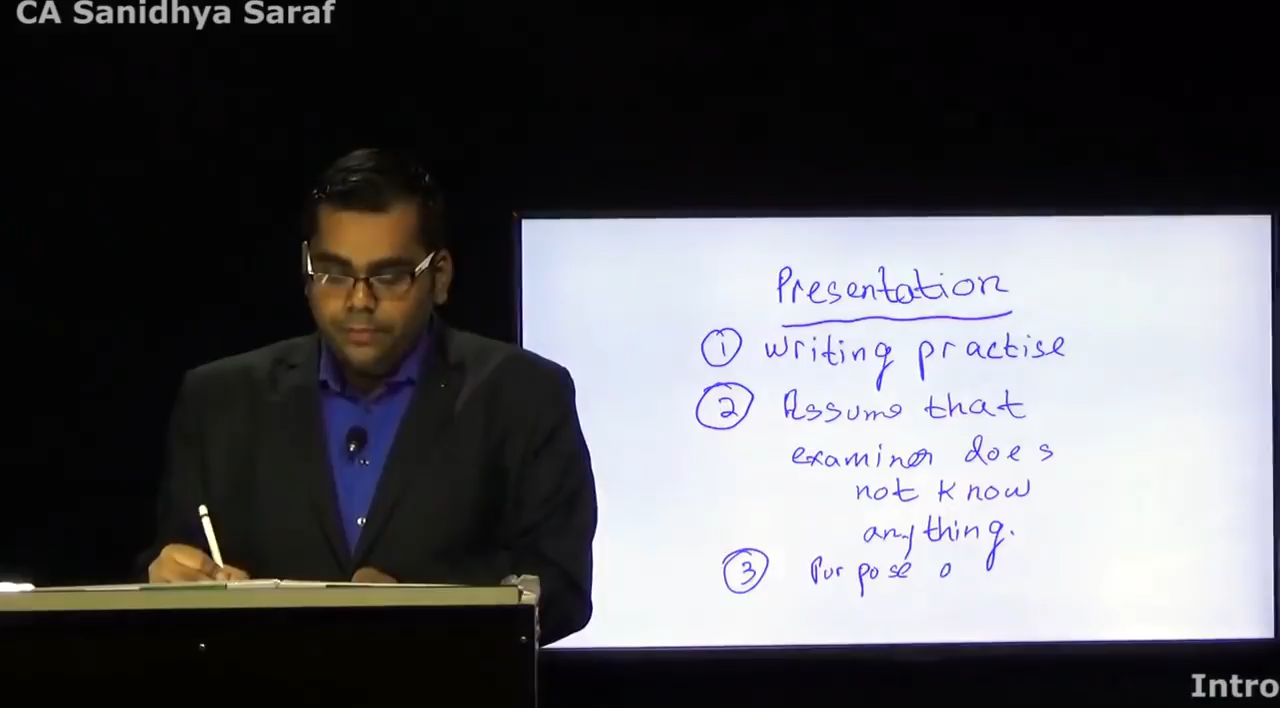 CA Sanidhya Saraf
Presentation
① Writing practise
② Assume that
examiner does
not know
anything.
③ Purpose o
Intro